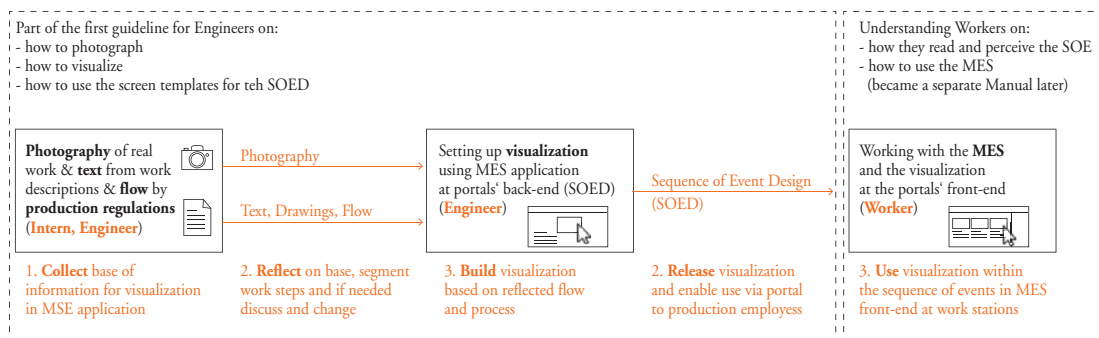 Part of the first guideline for Engineers on:
- how to photograph
- how to visualize
- how to use the screen templates for teh SOED
Understanding Workers on:
- how they read and perceive the SOE
- how to use the MES
(became a separate Manual later)
Photography of real
work & text from work
descriptions & flow by
production regulations
(Intern, Engineer)
Photography
Text, Drawings, Flow
Setting up visualization
using MES application
at portals‘ back-end (SOED)
(Engineer)
Sequence of Event Design
(SOED)
Working with the MES
and the visualization
at the portals‘ front-end
(Worker)
1. Collect base of
information for visualization
in MSE application
2. Reflect on base, segment
work steps and if needed
discuss and change
3. Build visualization
based on reflected flow
and process
2. Release visualization
and enable use via portal
to production employess
3. Use visualization within
the sequence of events in MES
front-end at work stations